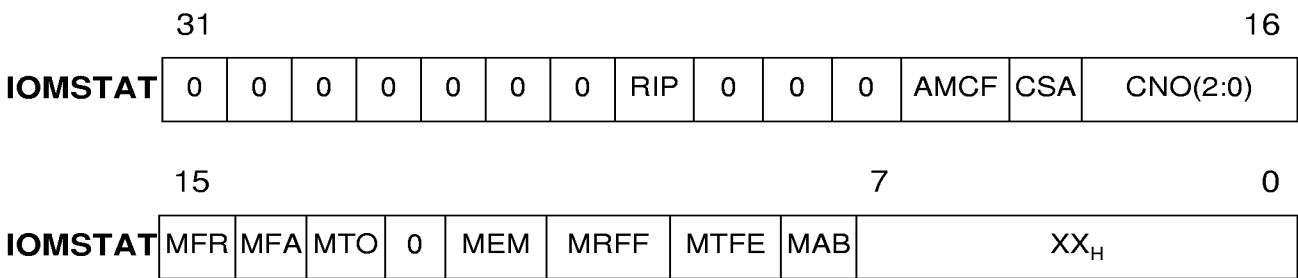 31 16
IOMSTAT 0 0 0 0 0 0 0 RIP 0 0 0 AMCF CSA CNO(2:0)
15 7 0
IOMSTAT MFR MFA MTO 0 MEM MRFF MTFE MAB XXH